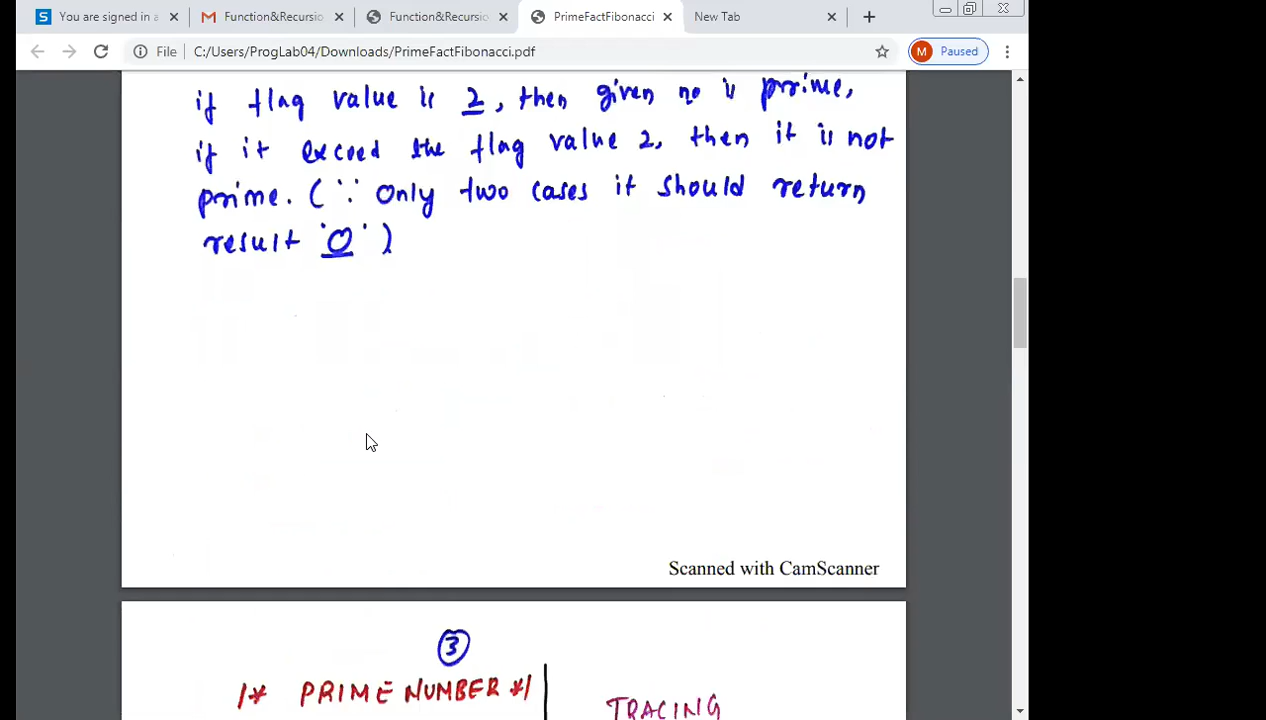 You are signed in a
Function&Recursio
Function&Recursio
PrimeFactFibonacci
New Tab
File
C:/Users/ProgLab04/Downloads/PrimeFactFibonacci.pdf
M
Paused
if flag value is 2, then given no is prime,
if it exceed the flag value 2, then it is not
prime. (∵ Only two cases it should return
result '0')
Scanned with CamScanner
3
/* PRIME NUMBER */
TRACING